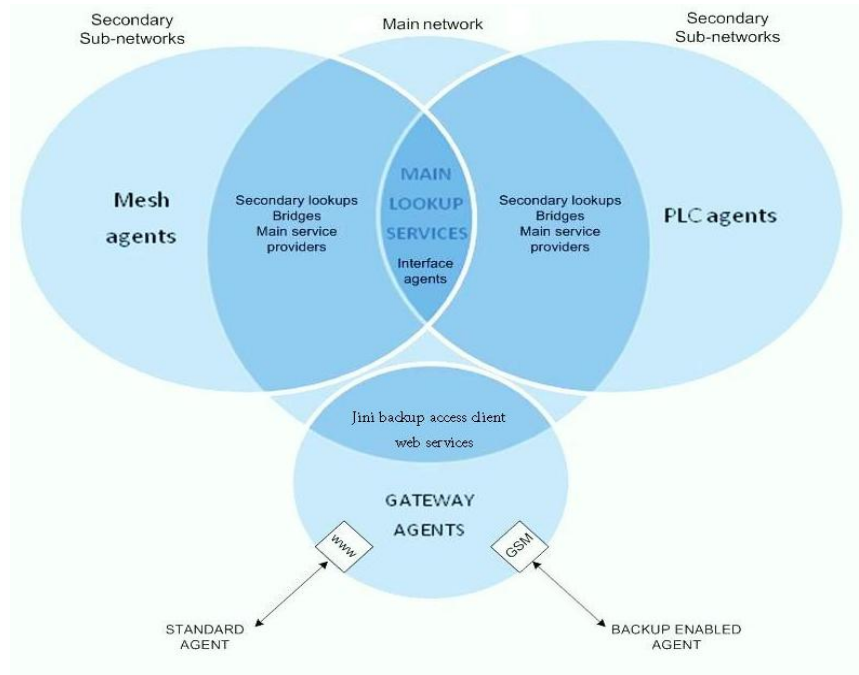 Secondary
Sub-networks
Main network
Secondary
Sub-networks
Mesh
agents
Secondary lookups
Bridges
Main service
providers
MAIN
LOOKUP
SERVICES
Interface
agents
Secondary lookups
Bridges
Main service
providers
PLC agents
Jini backup access client
web services
GATEWAY
AGENTS
www
GSM
STANDARD
AGENT
BACKUP ENABLED
AGENT